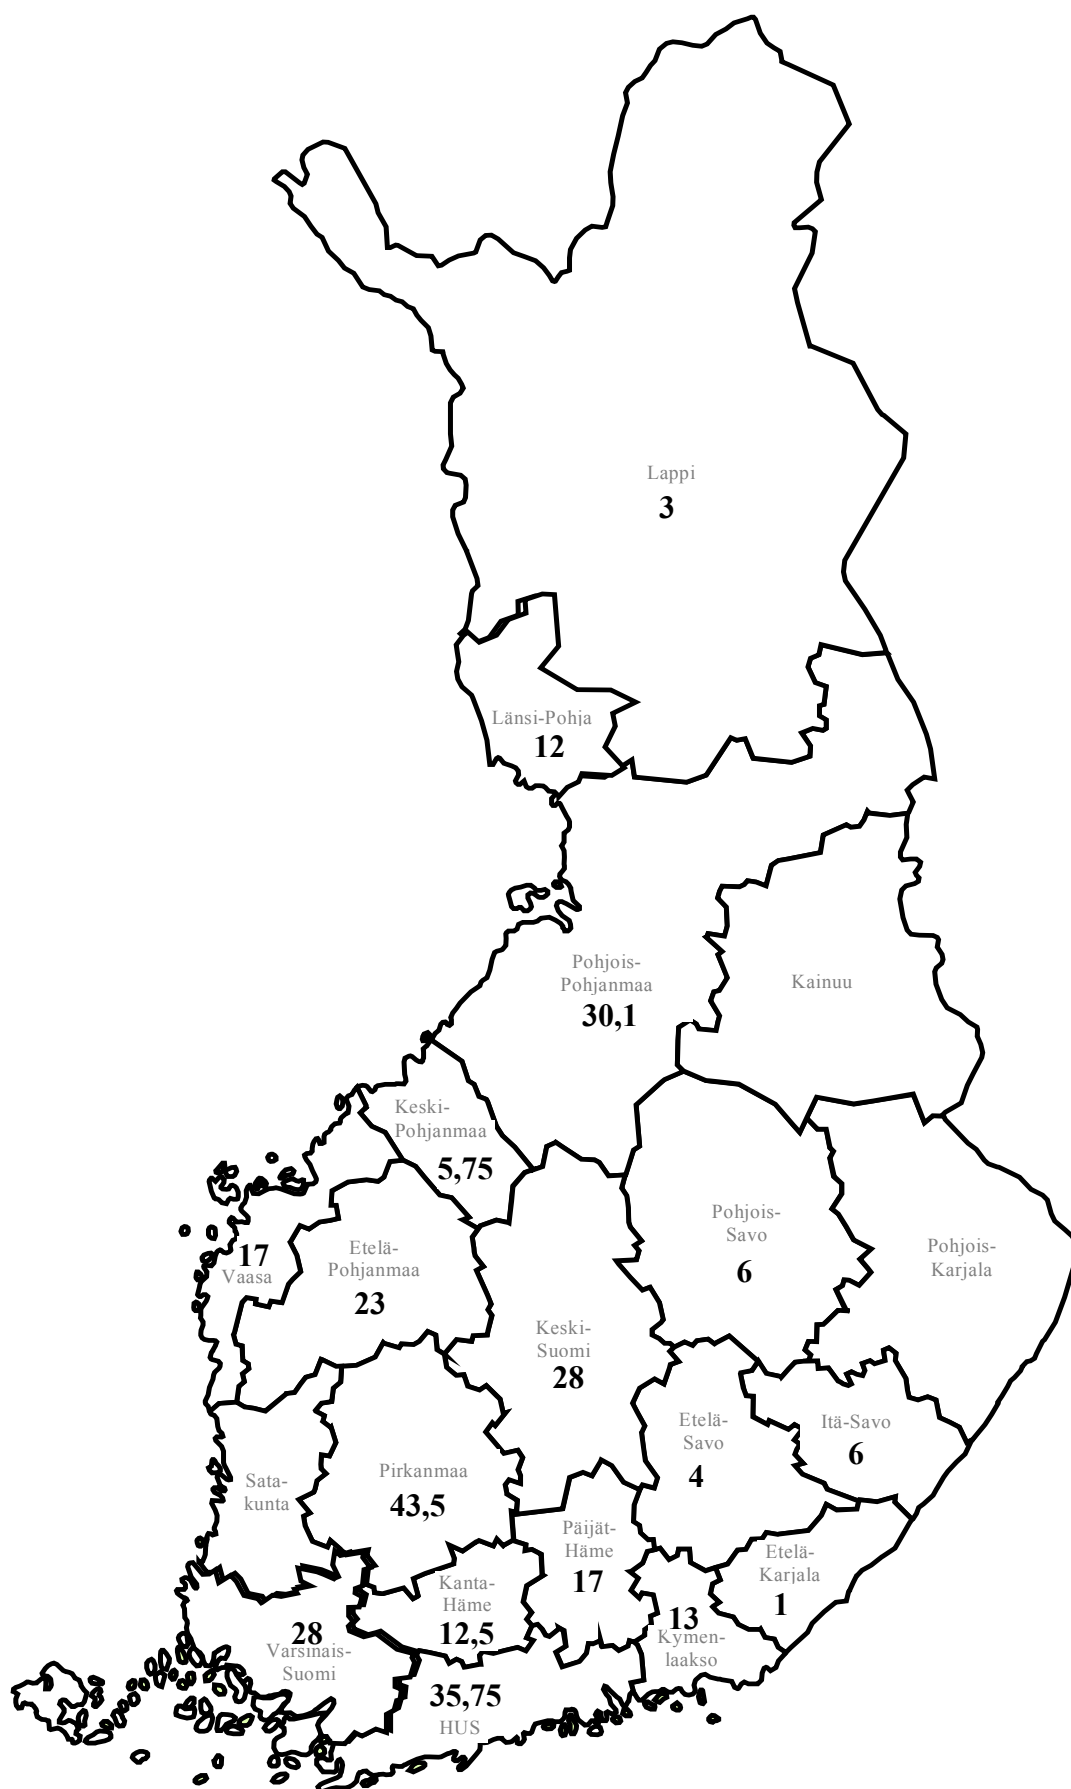 Lappi
3
Länsi-Pohja
12
Pohjois-
Pohjanmaa
30,1
Kainuu
Keski-
Pohjanmaa
5,75
17
Vaasa
Etelä-
Pohjanmaa
23
Pohjois-
Savo
6
Pohjois-
Karjala
Keski-
Suomi
28
Etelä-
Savo
4
Itä-Savo
6
Sata-
kunta
Pirkanmaa
43,5
Päijät-
Häme
17
Etelä-
Karjala
1
Kanta-
Häme
12,5
13
Kymen-
laakso
28
Varsinais-
Suomi
35,75
HUS